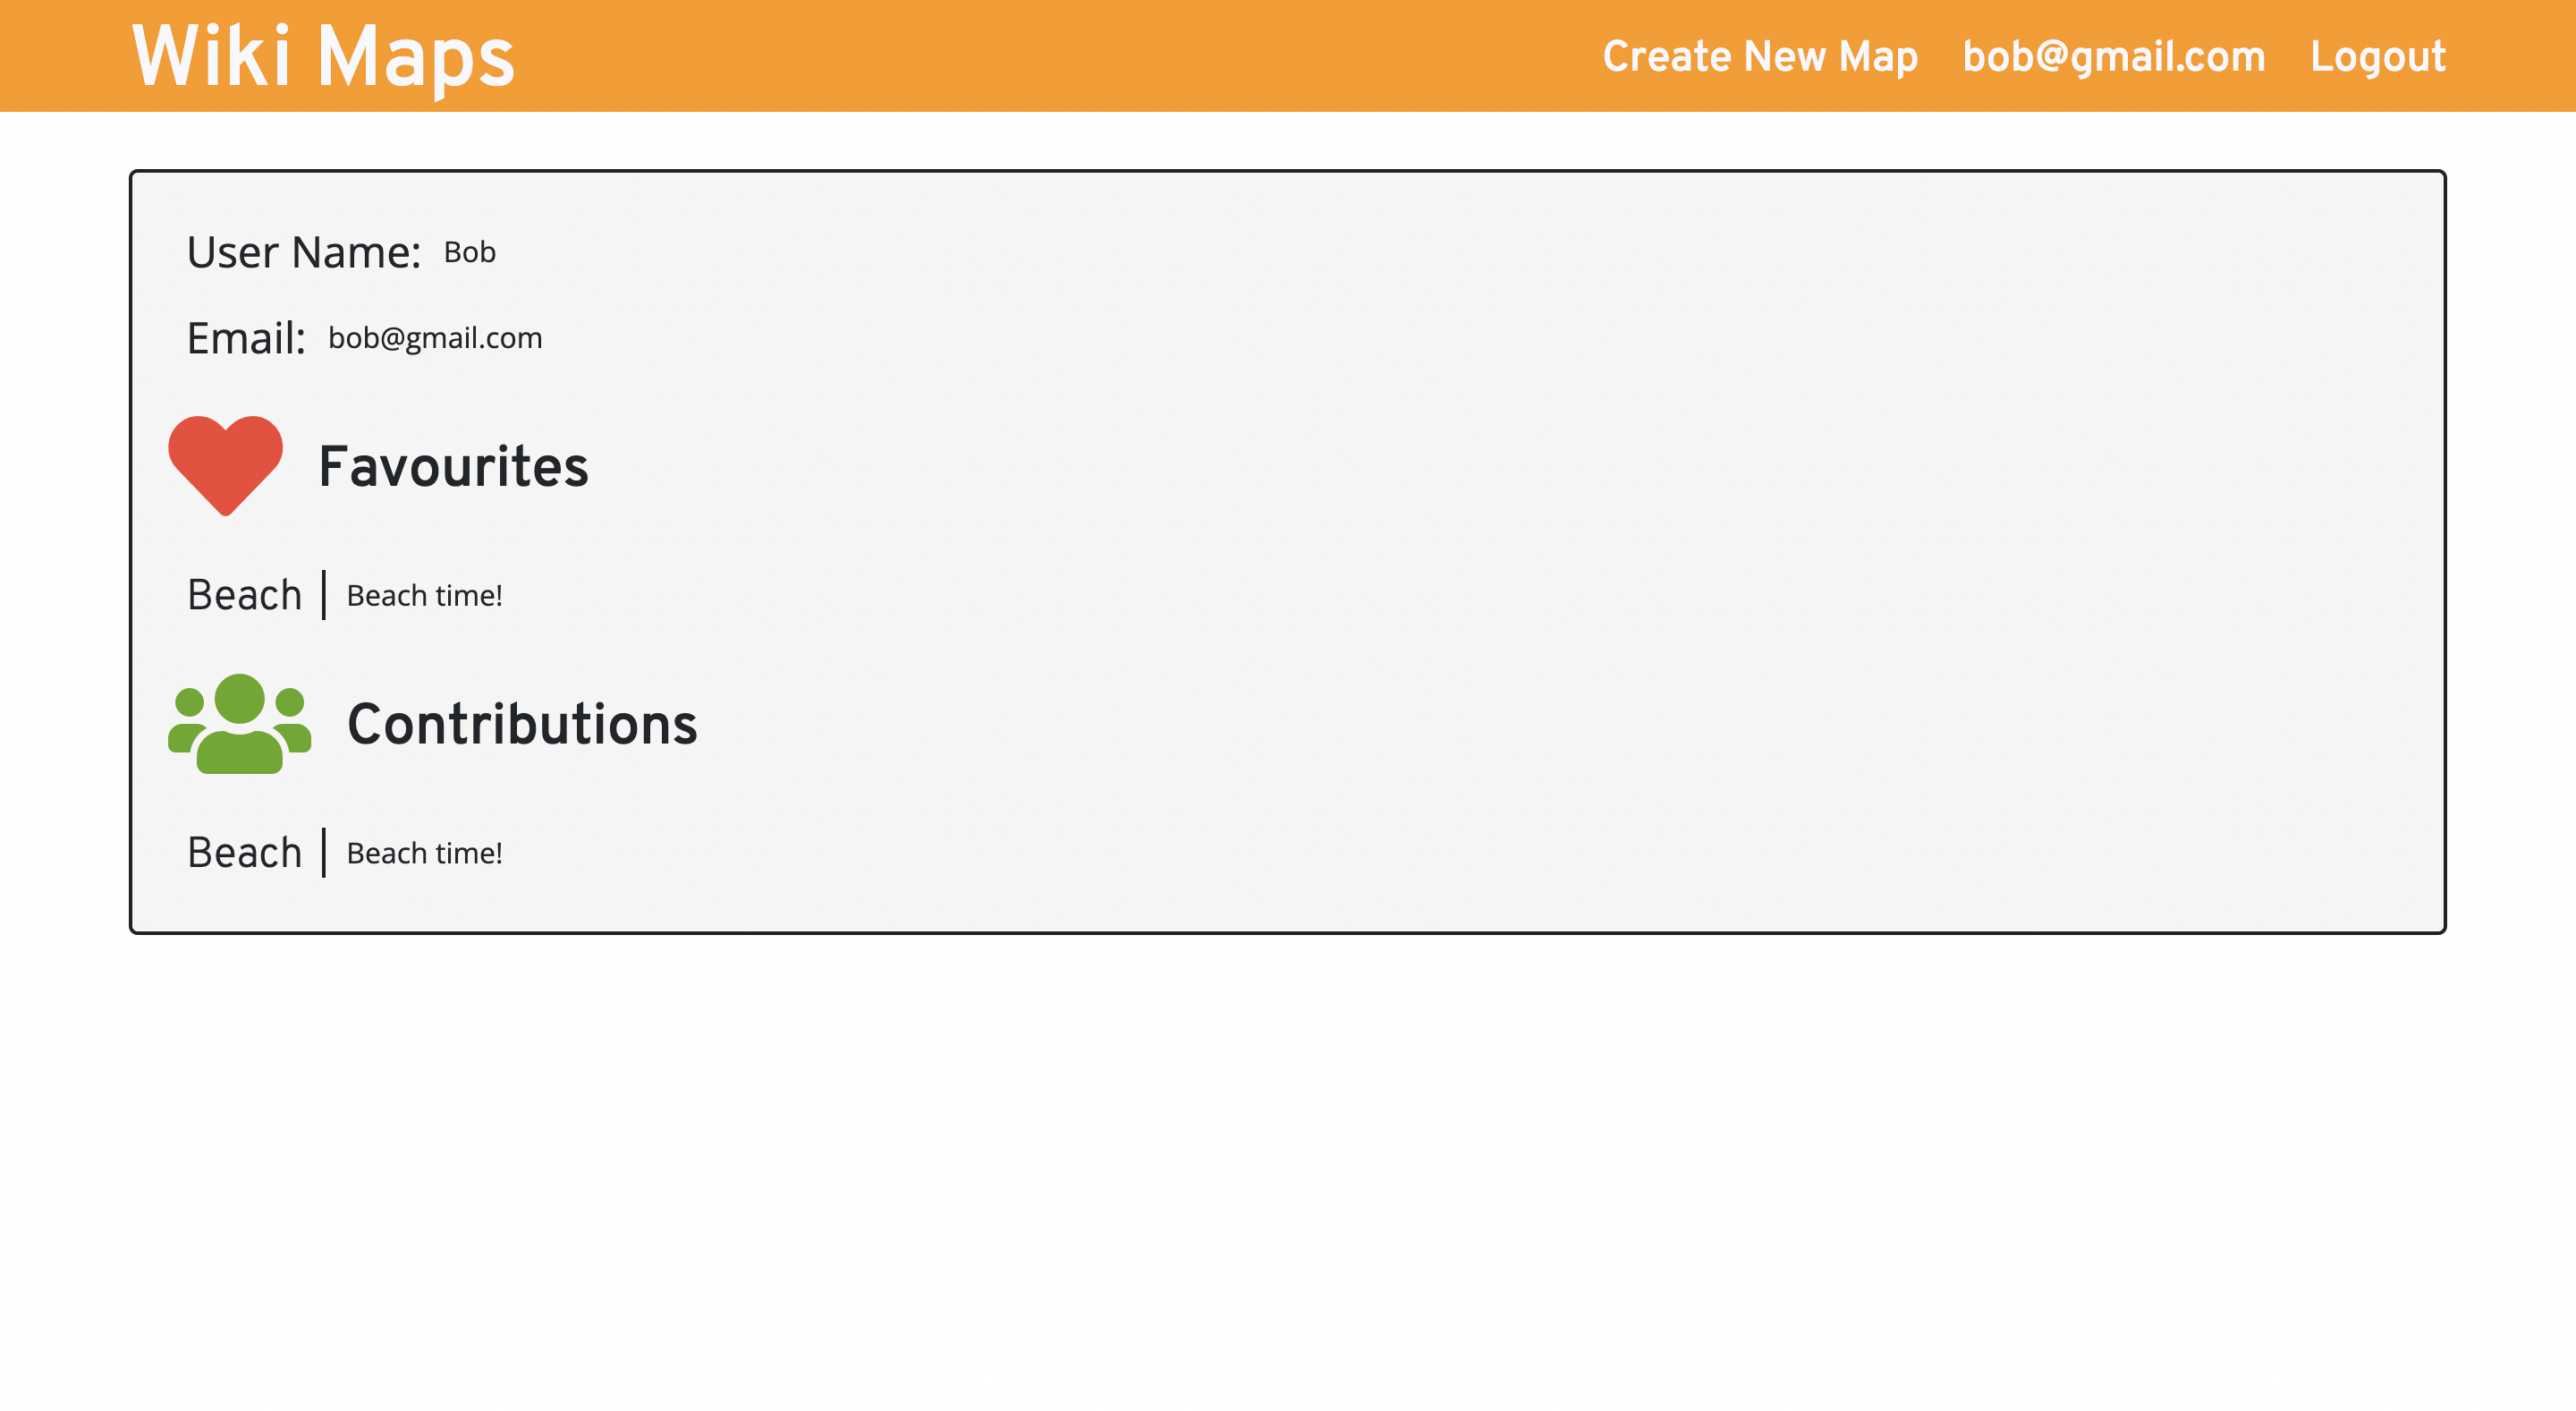 Wiki Maps Create New Map bob@gmail.com Logout
User Name: Bob
Email: bob@gmail.com
Favourites
Beach Beach time!
Contributions
Beach Beach time!